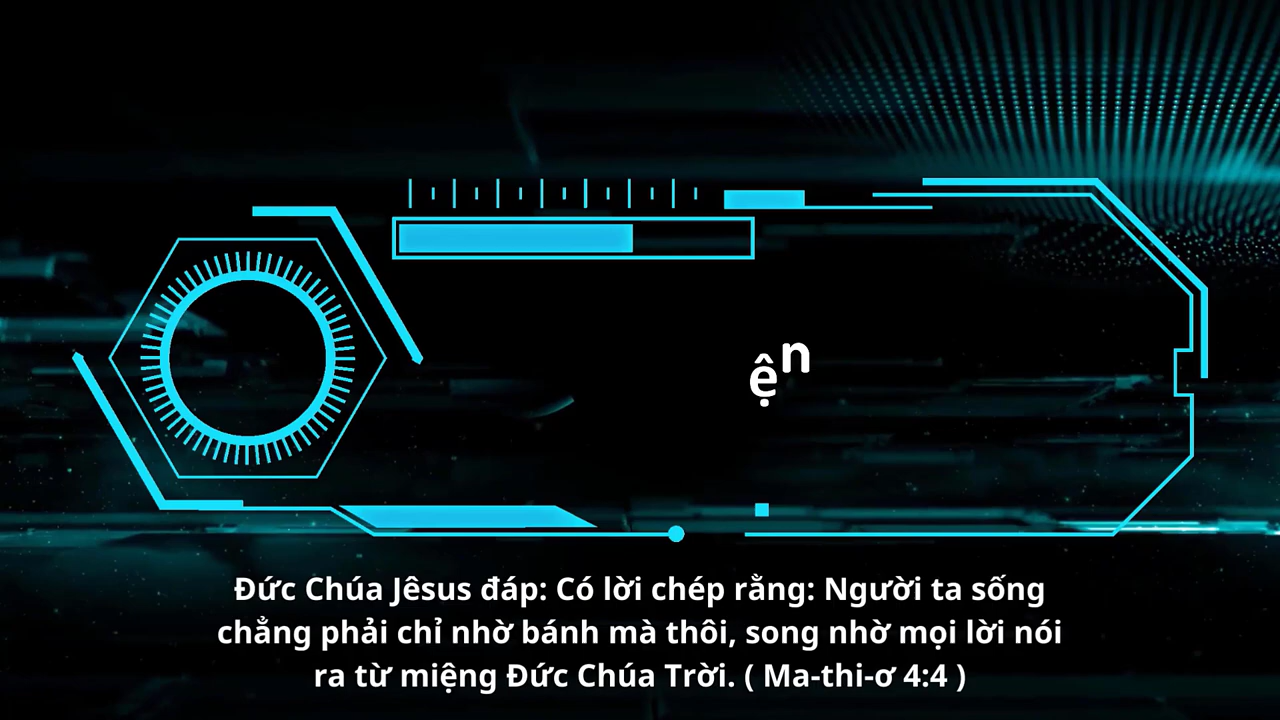 ện
Đức Chúa Jêsus đáp: Có lời chép rằng: Người ta sống
chẳng phải chỉ nhờ bánh mà thôi, song nhờ mọi lời nói
ra từ miệng Đức Chúa Trời. ( Ma-thi-ơ 4:4 )